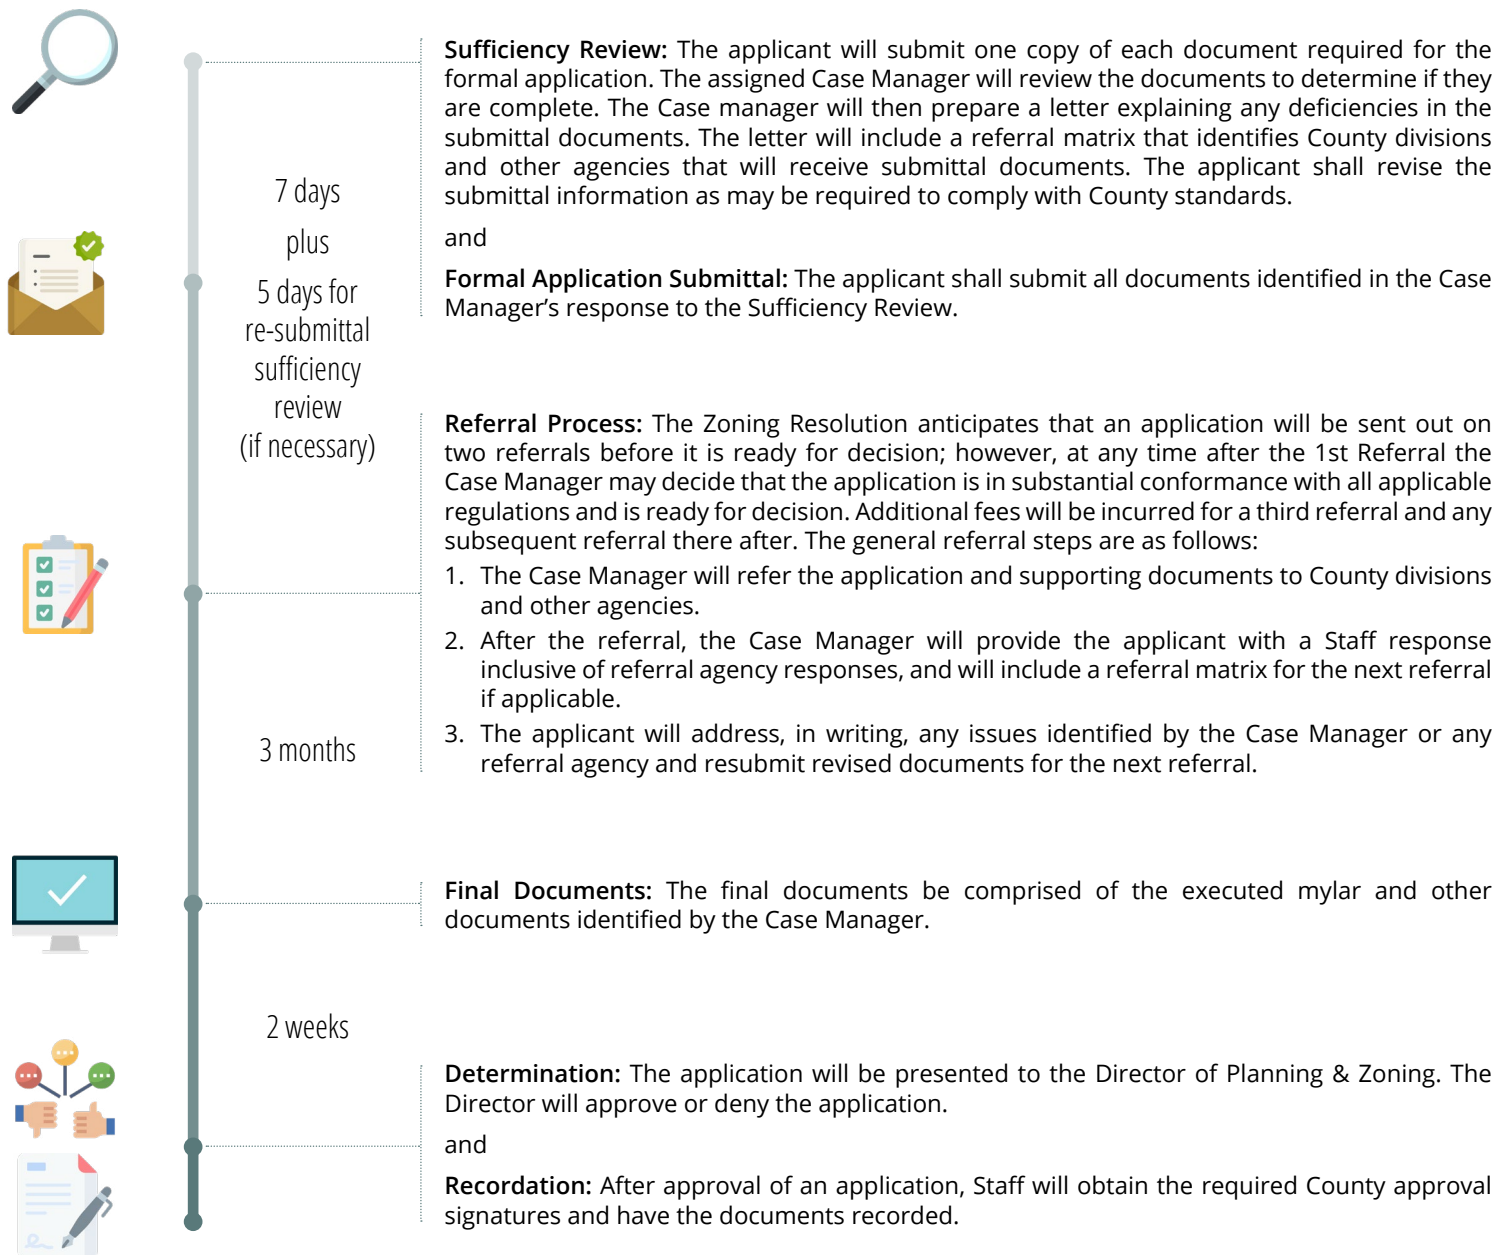 Sufficiency Review: The applicant will submit one copy of each document required for the
formal application. The assigned Case Manager will review the documents to determine if they
are complete. The Case manager will then prepare a letter explaining any deficiencies in the
submittal documents. The letter will include a referral matrix that identifies County divisions
and other agencies that will receive submittal documents. The applicant shall revise the
submittal information as may be required to comply with County standards.
and
Formal Application Submittal: The applicant shall submit all documents identified in the Case
Manager’s response to the Sufficiency Review.
7 days
plus
5 days for
re-submittal
sufficiency
review
(if necessary)
Referral Process: The Zoning Resolution anticipates that an application will be sent out on
two referrals before it is ready for decision; however, at any time after the 1st Referral the
Case Manager may decide that the application is in substantial conformance with all applicable
regulations and is ready for decision. Additional fees will be incurred for a third referral and any
subsequent referral there after. The general referral steps are as follows:
1. The Case Manager will refer the application and supporting documents to County divisions
and other agencies.
2. After the referral, the Case Manager will provide the applicant with a Staff response
inclusive of referral agency responses, and will include a referral matrix for the next referral
if applicable.
3. The applicant will address, in writing, any issues identified by the Case Manager or any
referral agency and resubmit revised documents for the next referral.
3 months
Final Documents: The final documents be comprised of the executed mylar and other
documents identified by the Case Manager.
2 weeks
Determination: The application will be presented to the Director of Planning & Zoning. The
Director will approve or deny the application.
and
Recordation: After approval of an application, Staff will obtain the required County approval
signatures and have the documents recorded.